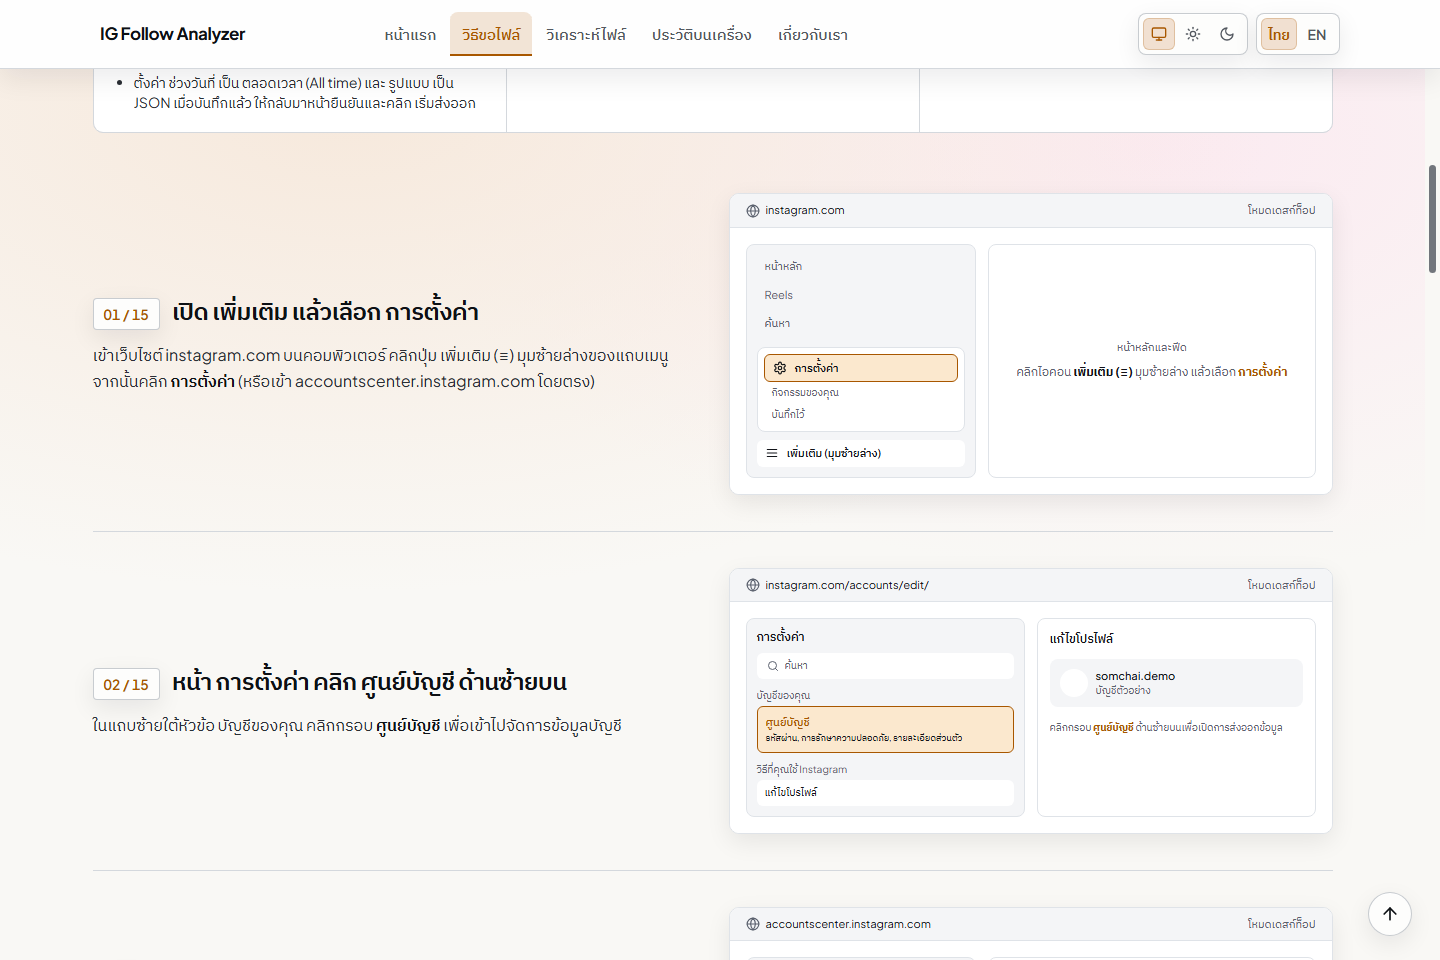 IG Follow Analyzer
หน้าแรก
วิธีขอไฟล์
วิเคราะห์ไฟล์
ประวัติบนเครื่อง
เกี่ยวกับเรา
ไทย
EN
ตั้งค่า ช่วงวันที่ เป็น ตลอดเวลา (All time) และ รูปแบบ เป็น
JSON เมื่อบันทึกแล้ว ให้กลับมาหน้ายืนยันและคลิก เริ่มส่งออก
01 / 15
เปิด เพิ่มเติม แล้วเลือก การตั้งค่า
เข้าเว็บไซต์ instagram.com บนคอมพิวเตอร์ คลิกปุ่ม เพิ่มเติม (≡) มุมซ้ายล่างของแถบเมนู
จากนั้นคลิก การตั้งค่า (หรือเข้า accountscenter.instagram.com โดยตรง)
instagram.com
โหมดเดสก์ท็อป
หน้าหลัก
Reels
ค้นหา
การตั้งค่า
กิจกรรมของคุณ
บันทึกไว้
เพิ่มเติม (มุมซ้ายล่าง)
หน้าหลักและฟีด
คลิกไอคอน เพิ่มเติม (≡) มุมซ้ายล่าง แล้วเลือก การตั้งค่า
02 / 15
หน้า การตั้งค่า คลิก ศูนย์บัญชี ด้านซ้ายบน
ในแถบซ้ายใต้หัวข้อ บัญชีของคุณ คลิกกรอบ ศูนย์บัญชี เพื่อเข้าไปจัดการข้อมูลบัญชี
instagram.com/accounts/edit/
โหมดเดสก์ท็อป
การตั้งค่า
ค้นหา
บัญชีของคุณ
ศูนย์บัญชี
รหัสผ่าน, การรักษาความปลอดภัย, รายละเอียดส่วนตัว
วิธีที่คุณใช้ Instagram
แก้ไขโปรไฟล์
แก้ไขโปรไฟล์
somchai.demo
บัญชีตัวอย่าง
คลิกกรอบ ศูนย์บัญชี ด้านซ้ายบนเพื่อเปิดการส่งออกข้อมูล
accountscenter.instagram.com
โหมดเดสก์ท็อป